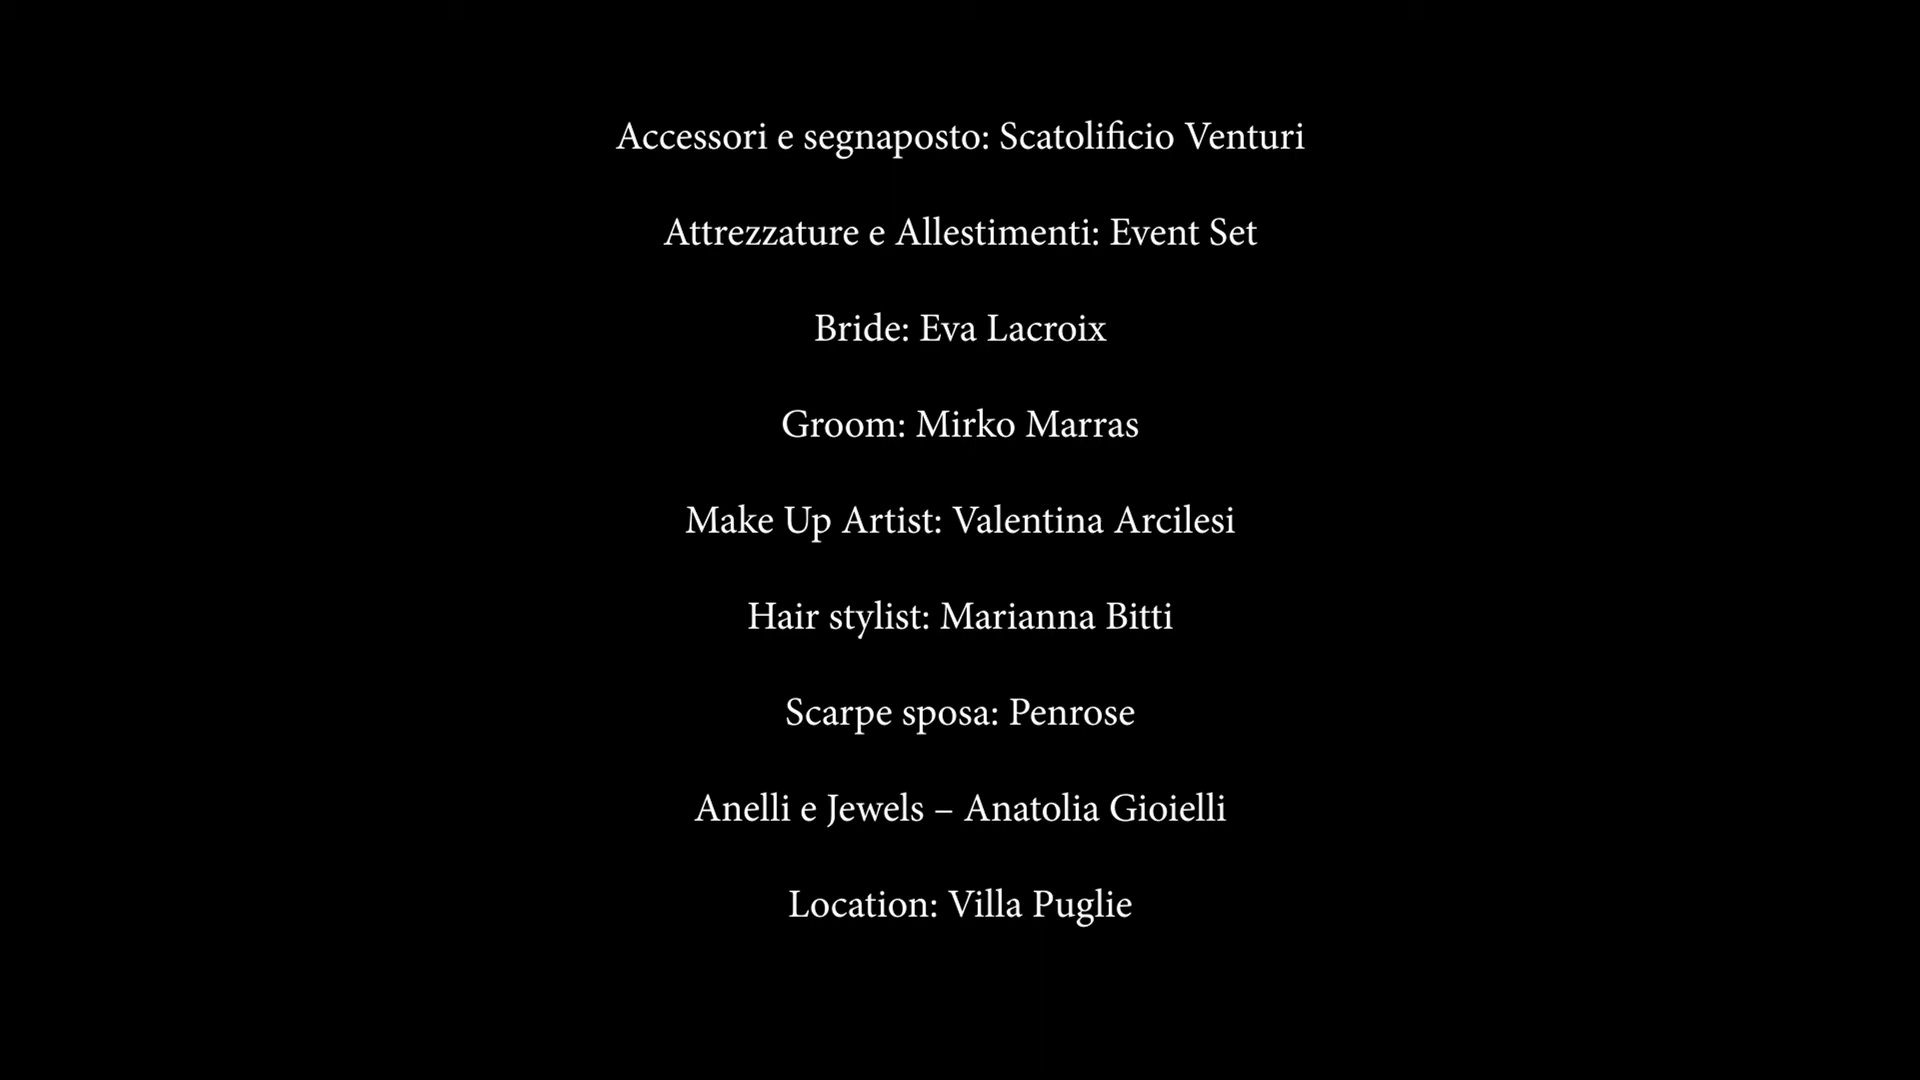 Accessori e segnaposto: Scatolificio Venturi
Attrezzature e Allestimenti: Event Set
Bride: Eva Lacroix
Groom: Mirko Marras
Make Up Artist: Valentina Arcilesi
Hair stylist: Marianna Bitti
Scarpe sposa: Penrose
Anelli e Jewels – Anatolia Gioielli
Location: Villa Puglie